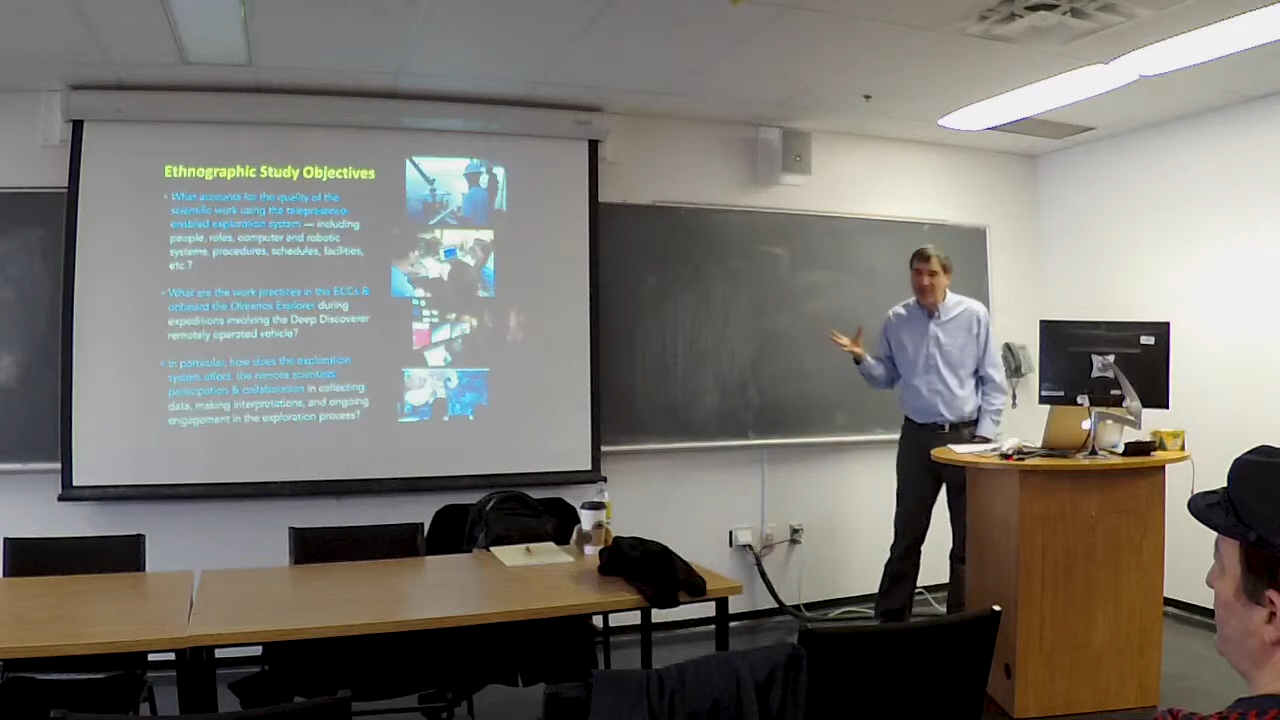 Ethnographic Study Objectives
• What accounts for the quality of the
scientific work using the telepresence
enabled exploration system — including
people, roles, computer and robotic
systems, procedures, schedules, facilities,
etc.?
• What are the work practices in the ECCs &
onboard the Okeanos Explorer during
expeditions involving the Deep Discoverer
remotely operated vehicle?
• In particular, how does the exploration
system affect the remote scientists'
participation & collaboration in collecting
data, making interpretations, and ongoing
engagement in the exploration process?